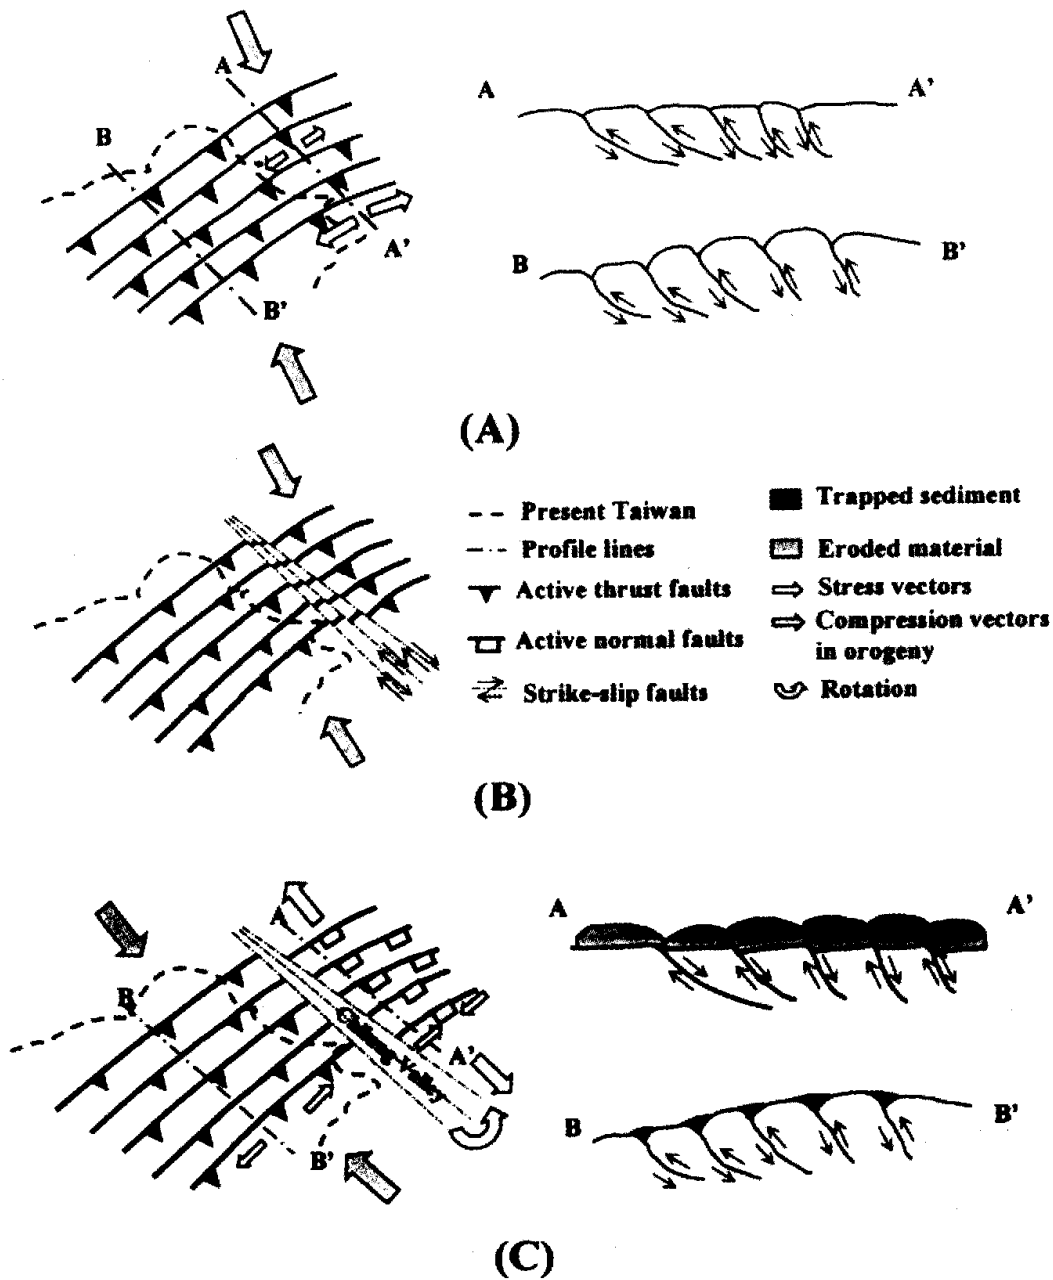 A
B
A'
B'
A
A'
B
B'
(A)
Present Taiwan
Profile lines
Active thrust faults
Active normal faults
Strike-slip faults
Trapped sediment
Eroded material
Stress vectors
Compression vectors
in orogeny
Rotation
(B)
A
B
Valley
A'
B'
A
A'
B
B'
(C)